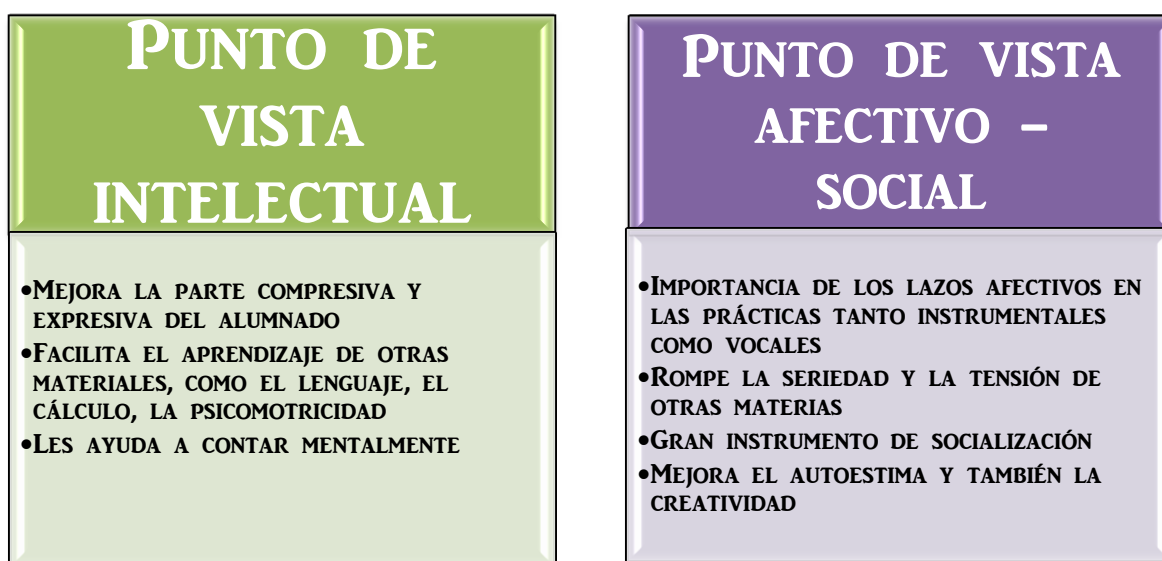 Punto de
vista
intelectual
•Mejora la parte compresiva y
expresiva del alumnado
•Facilita el aprendizaje de otras
materiales, como el lenguaje, el
cálculo, la psicomotricidad
•Les ayuda a contar mentalmente
Punto de vista
afectivo –
social
•Importancia de los lazos afectivos en
las prácticas tanto instrumentales
como vocales
•Rompe la seriedad y la tensión de
otras materias
•Gran instrumento de socialización
•Mejora el autoestima y también la
creatividad